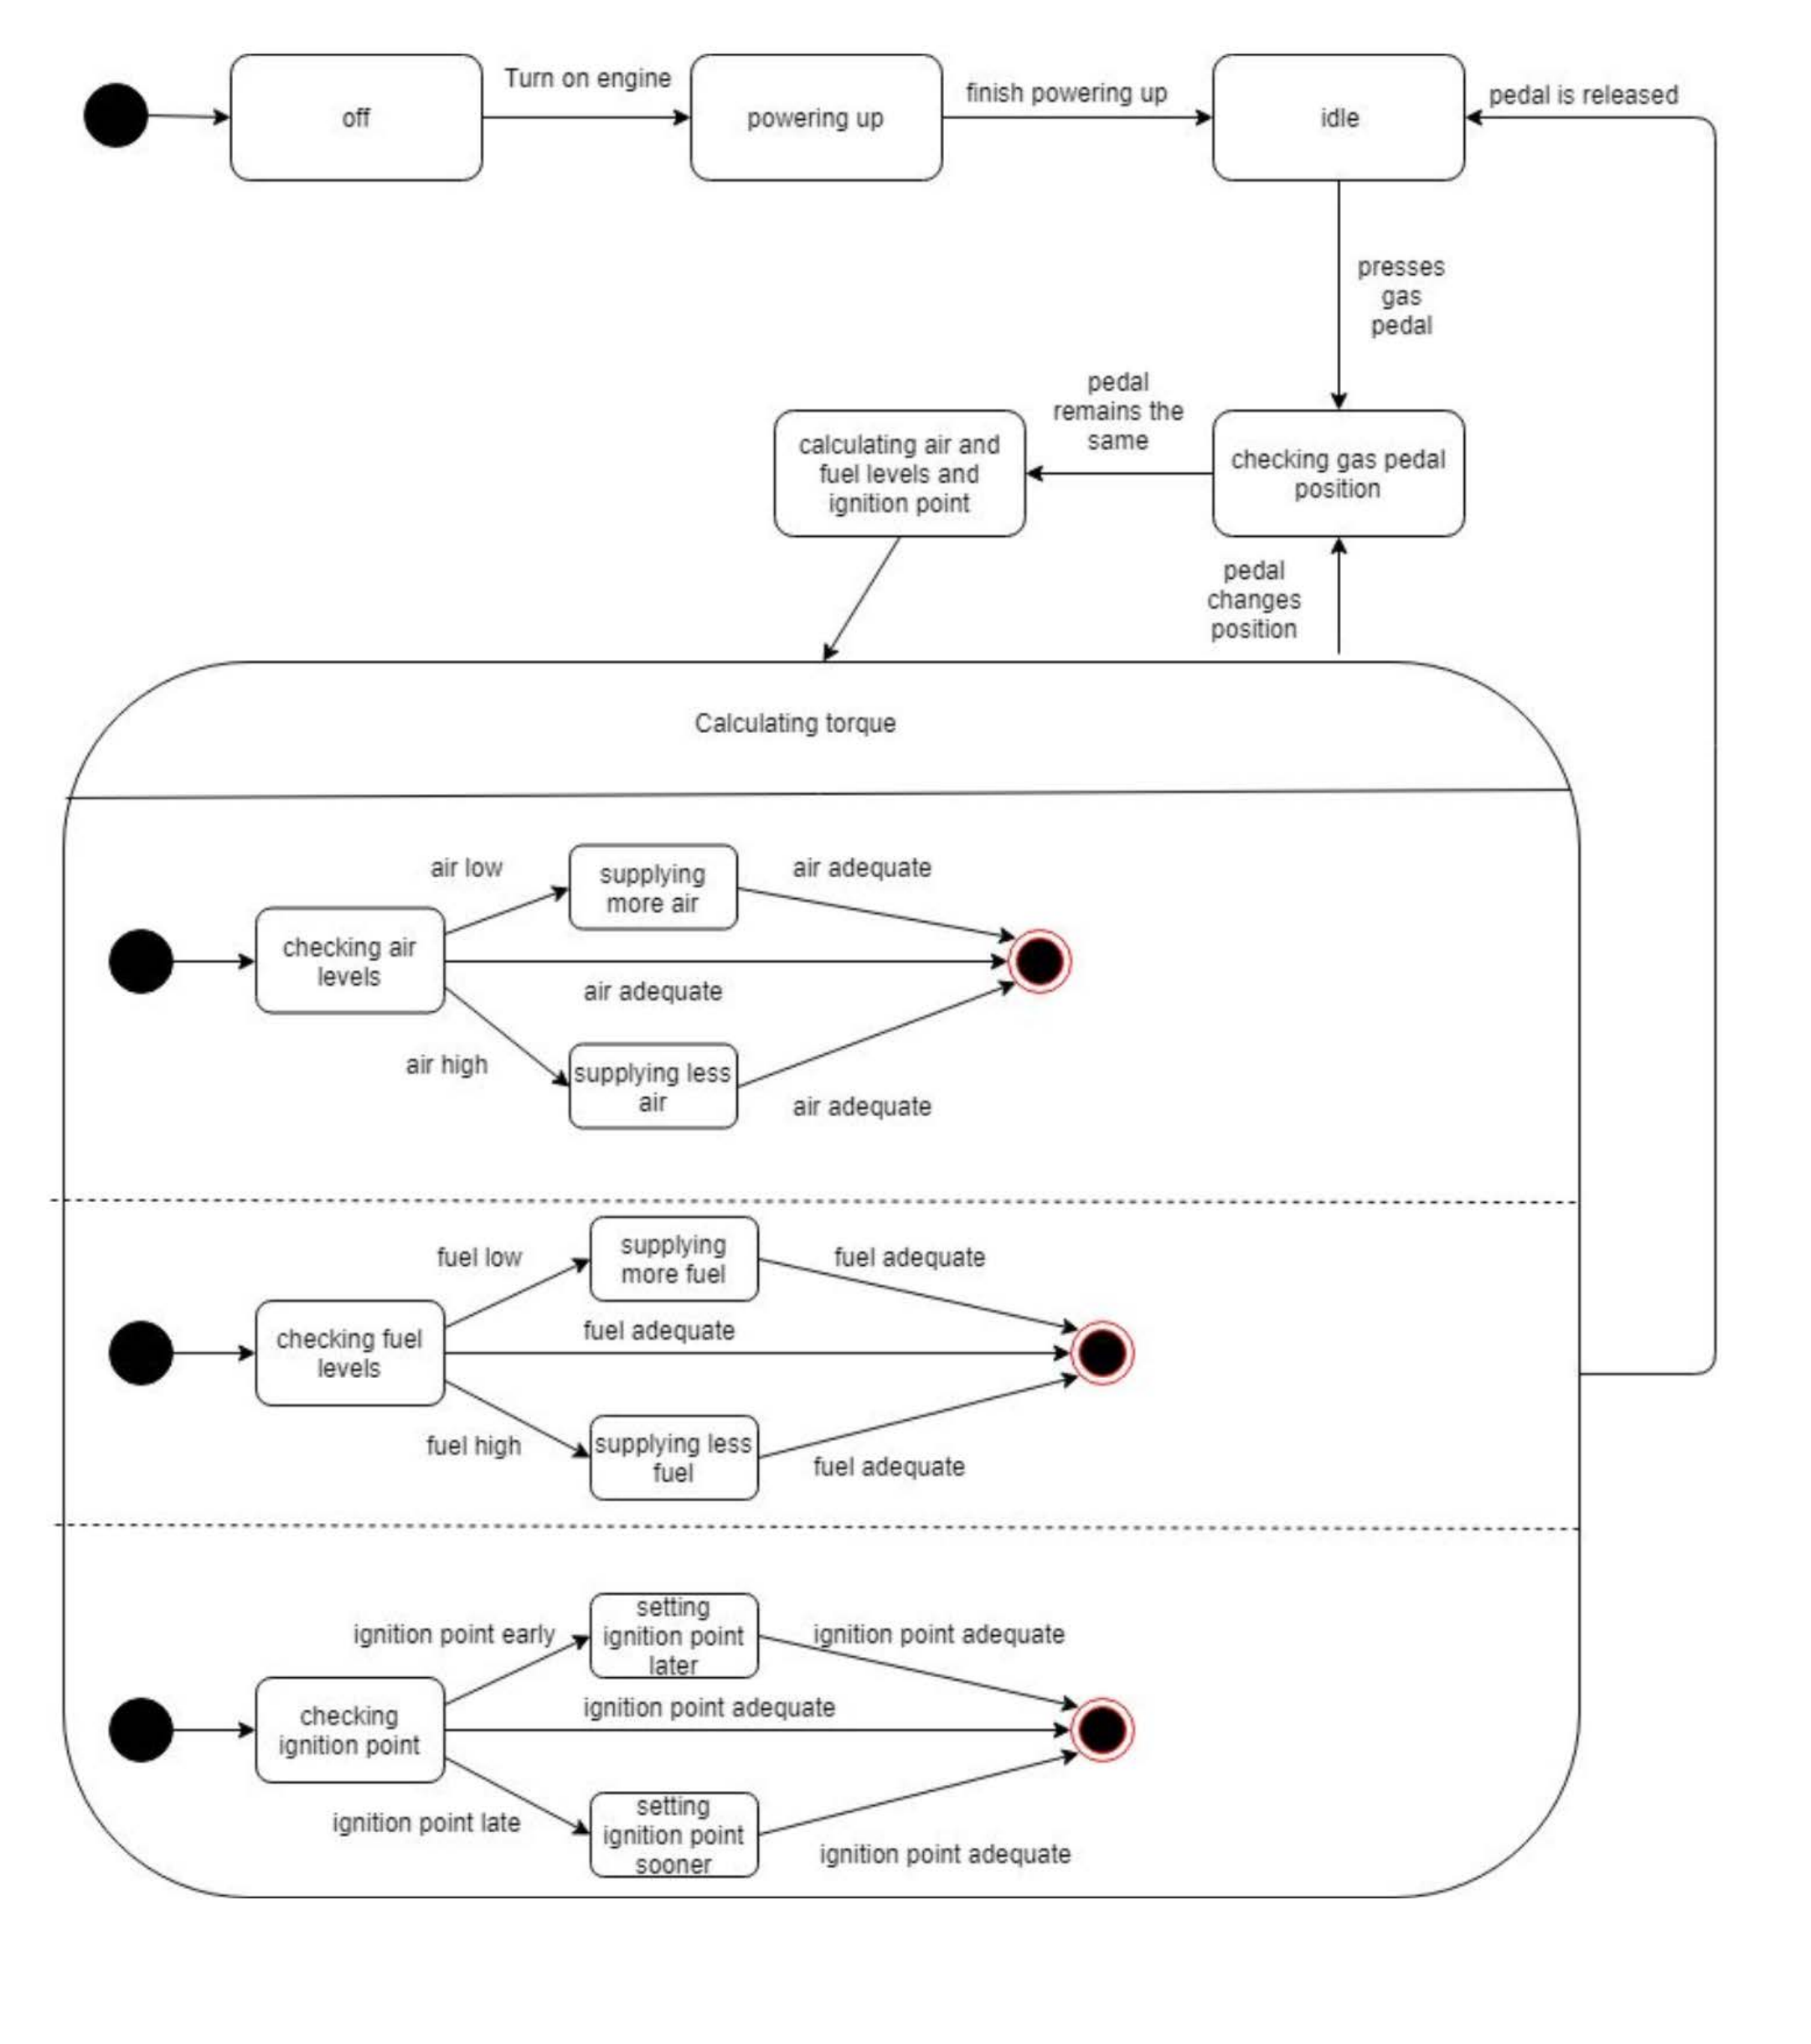 Turn on engine
off
powering up
finish powering up
idle
pedal is released
presses
gas
pedal
pedal
remains the
same
calculating air and
fuel levels and
ignition point
checking gas pedal
position
pedal
changes
position
Calculating torque
air low
supplying
more air
air adequate
checking air
levels
air adequate
air high
supplying less
air
air adequate
fuel low
supplying
more fuel
fuel adequate
checking fuel
levels
fuel adequate
fuel high
supplying less
fuel
fuel adequate
ignition point early
setting
ignition point
later
ignition point adequate
checking
ignition point
ignition point adequate
ignition point late
setting
ignition point
sooner
ignition point adequate